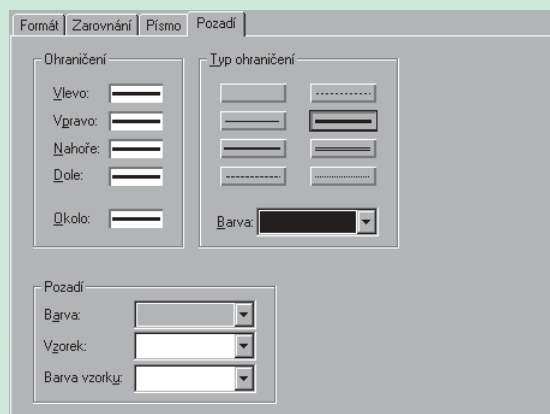 Formát Zarovnání Písmo Pozadí
Ohraničení
Vlevo:
Vpravo:
Nahoře:
Dole:
Okolo:
Typ ohraničení
Barva:
Pozadí
Barva:
Vzorek:
Barva vzorku: